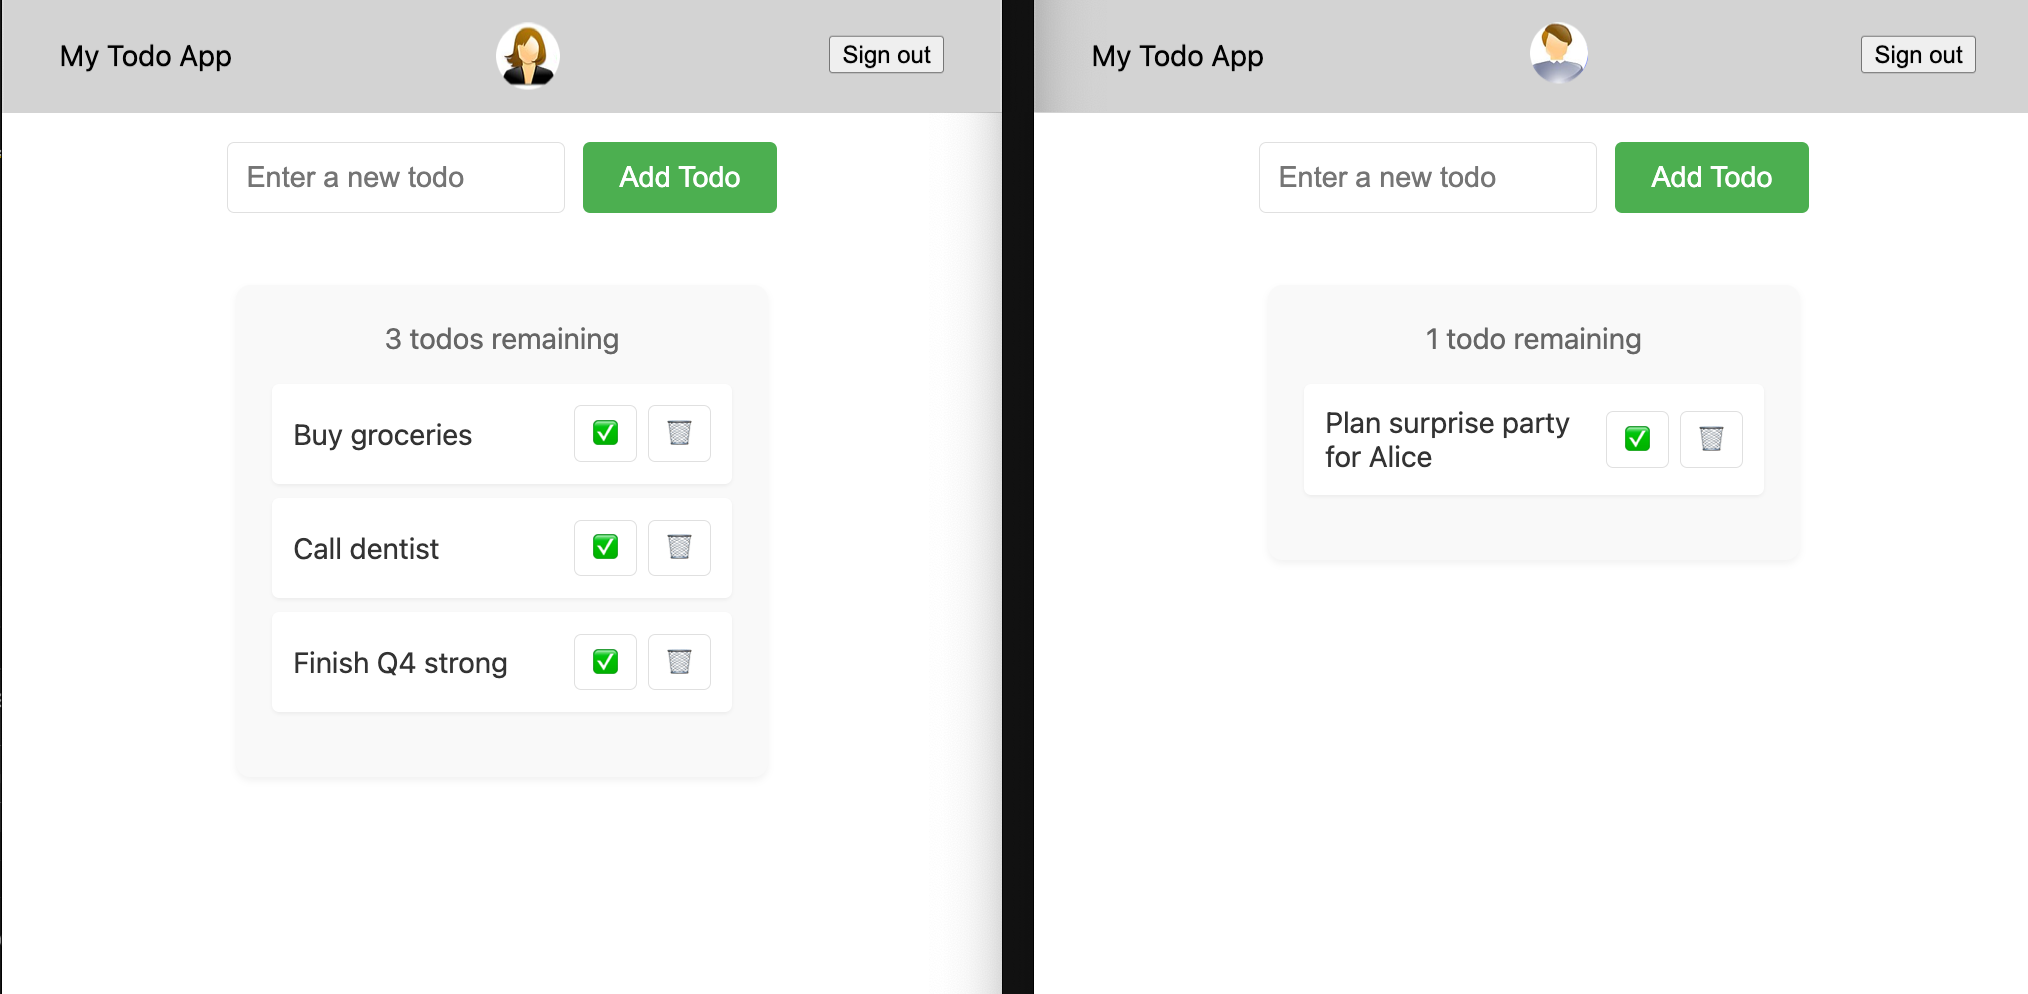 My Todo App
Sign out
Enter a new todo
Add Todo
3 todos remaining
Buy groceries
Call dentist
Finish Q4 strong
My Todo App
Sign out
Enter a new todo
Add Todo
1 todo remaining
Plan surprise party
for Alice